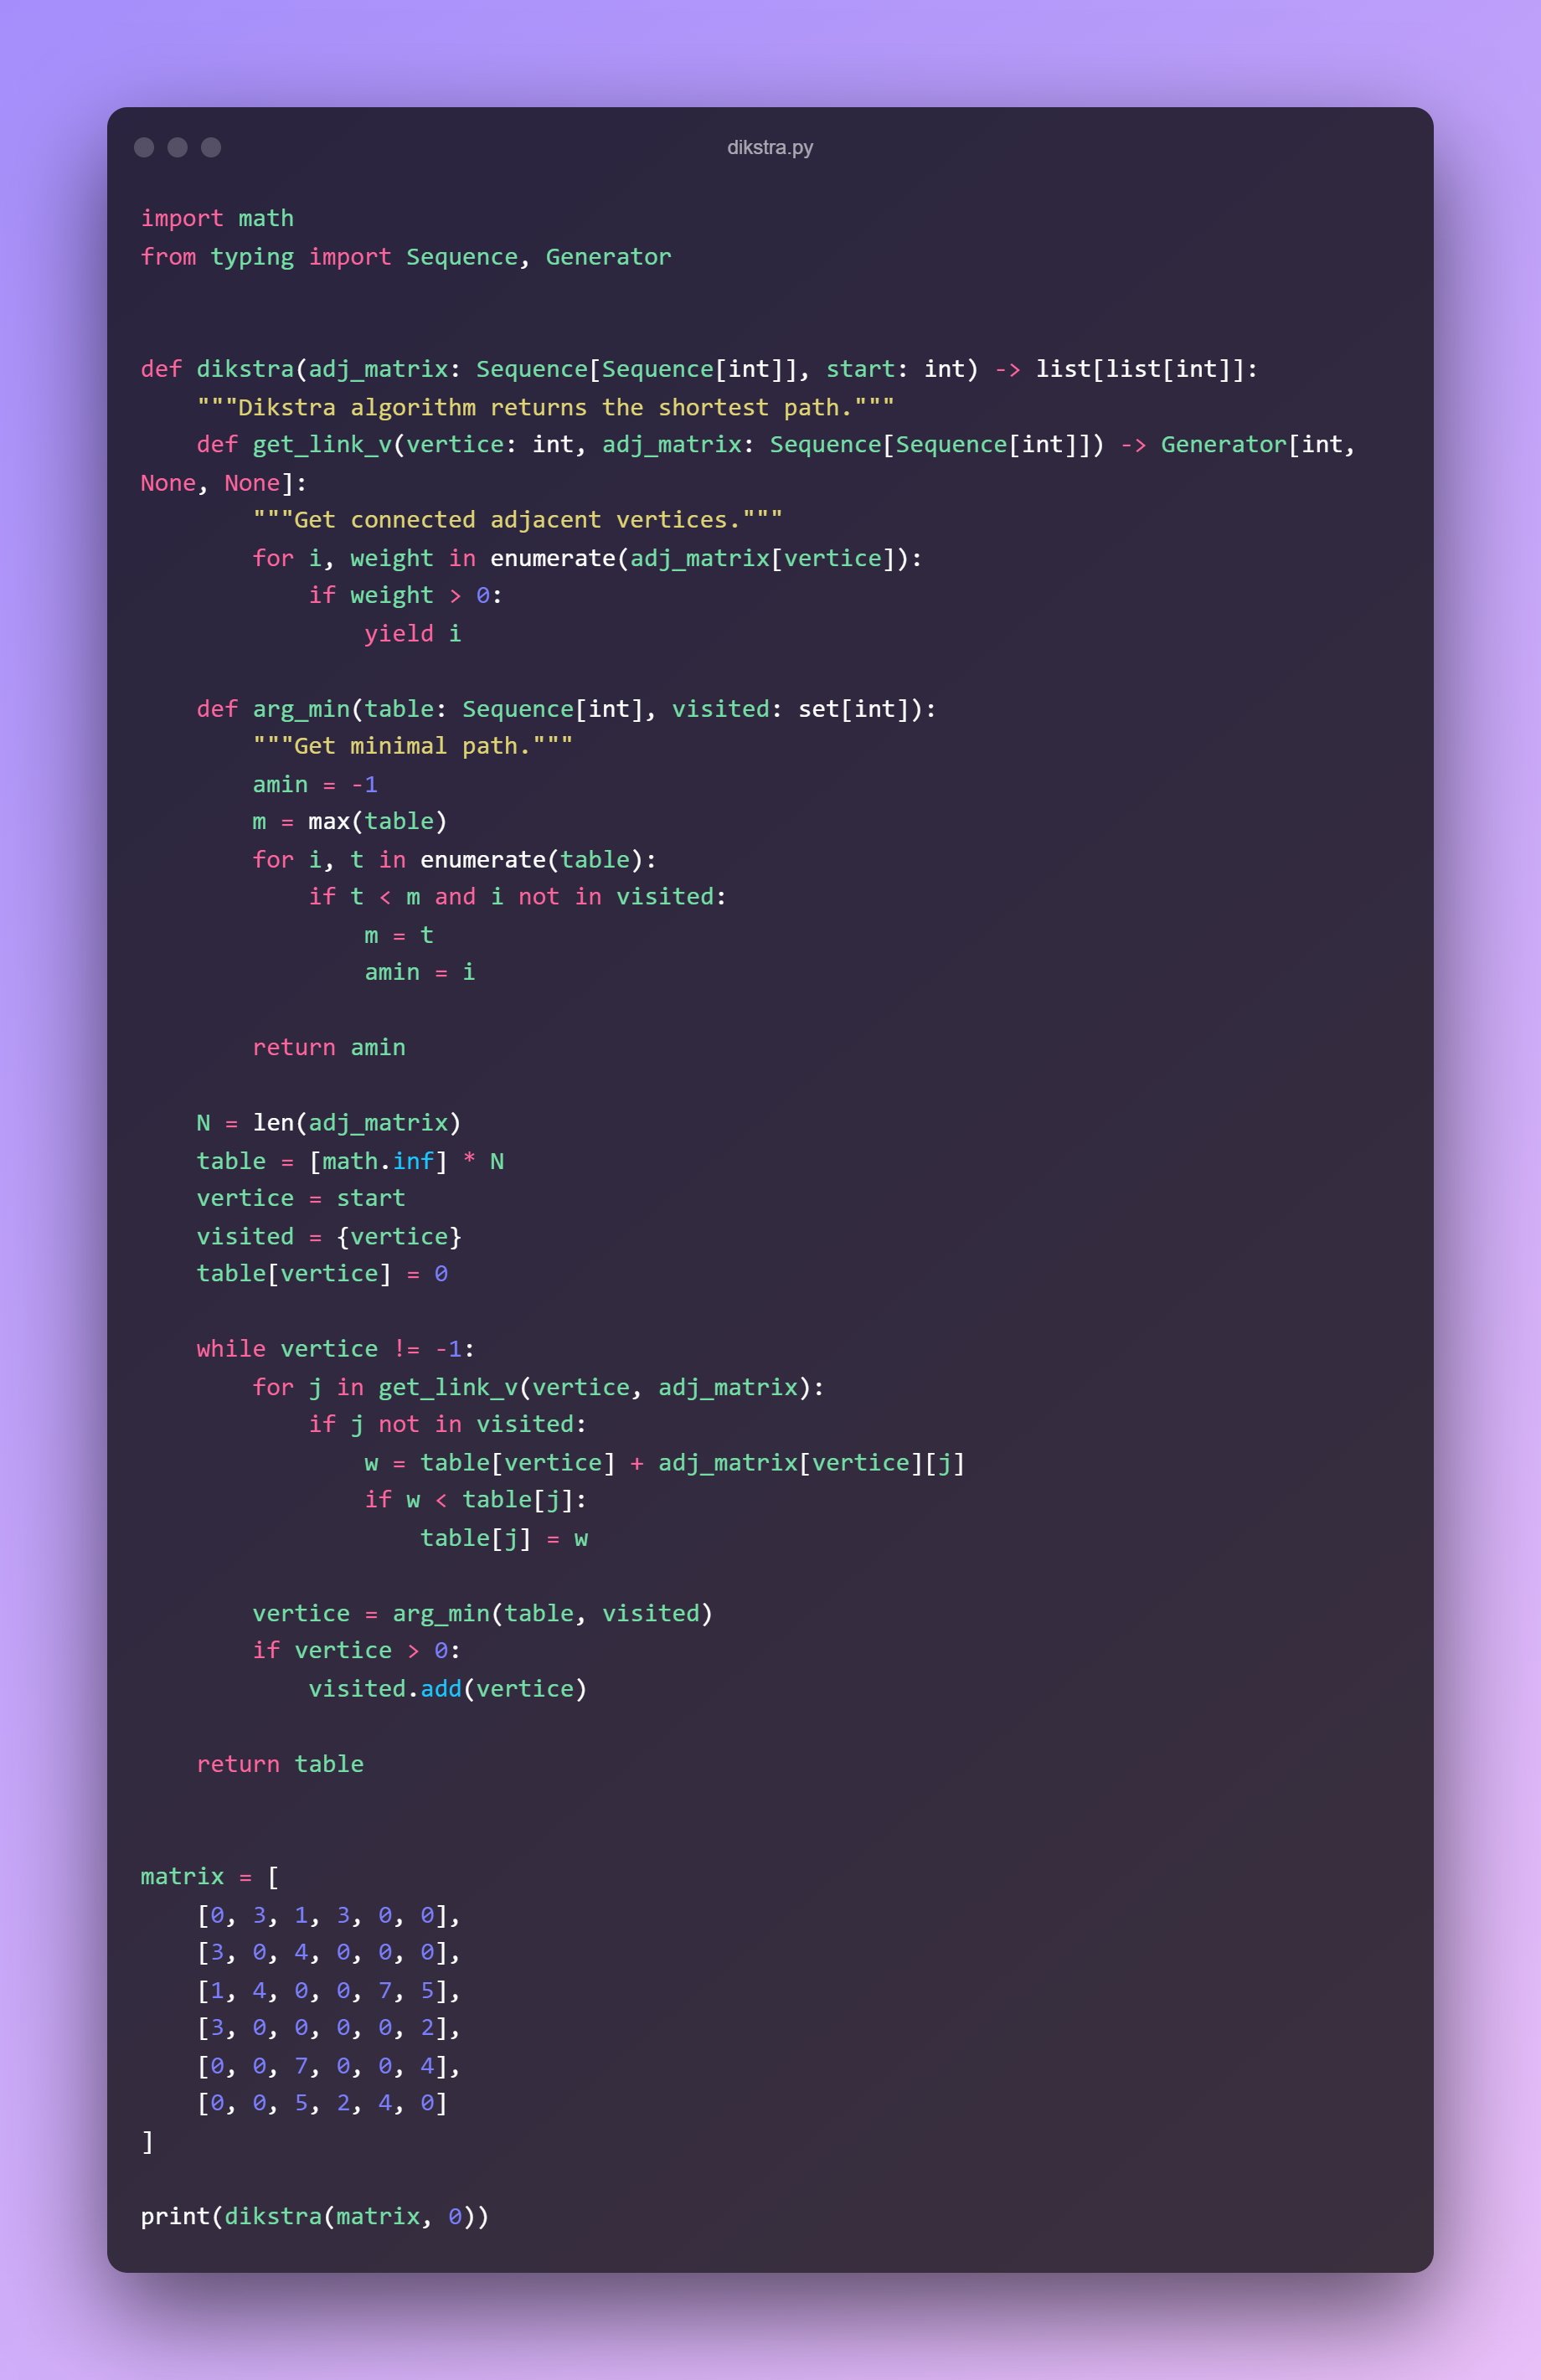 dikstra.py
import math
from typing import Sequence, Generator
def dikstra(adj_matrix: Sequence[Sequence[int]], start: int) -> list[list[int]]:
    """Dikstra algorithm returns the shortest path."""
    def get_link_v(vertice: int, adj_matrix: Sequence[Sequence[int]]) -> Generator[int,
None, None]:
        """Get connected adjacent vertices."""
        for i, weight in enumerate(adj_matrix[vertice]):
            if weight > 0:
                yield i
    def arg_min(table: Sequence[int], visited: set[int]):
        """Get minimal path."""
        amin = -1
        m = max(table)
        for i, t in enumerate(table):
            if t < m and i not in visited:
                m = t
                amin = i
        return amin
    N = len(adj_matrix)
    table = [math.inf] * N
    vertice = start
    visited = {vertice}
    table[vertice] = 0
    while vertice != -1:
        for j in get_link_v(vertice, adj_matrix):
            if j not in visited:
                w = table[vertice] + adj_matrix[vertice][j]
                if w < table[j]:
                    table[j] = w
        vertice = arg_min(table, visited)
        if vertice > 0:
            visited.add(vertice)
    return table
matrix = [
    [0, 3, 1, 3, 0, 0],
    [3, 0, 4, 0, 0, 0],
    [1, 4, 0, 0, 7, 5],
    [3, 0, 0, 0, 0, 2],
    [0, 0, 7, 0, 0, 4],
    [0, 0, 5, 2, 4, 0]
]
print(dikstra(matrix, 0))